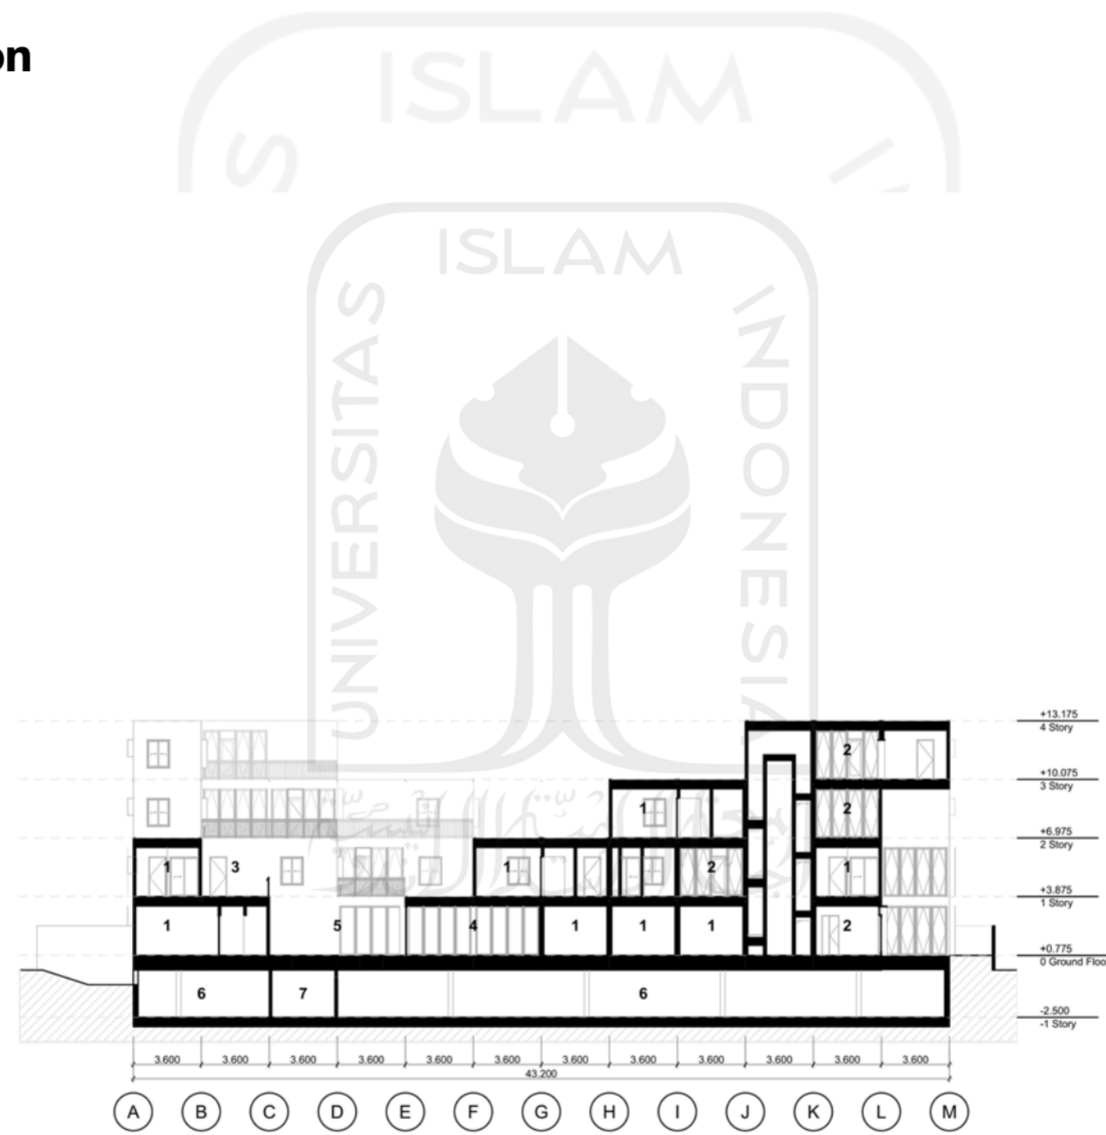 on
ISLAM
ISLAM
UNIVERSITAS
INDONESIA
+13.175
4 Story
2
+10.075
3 Story
1
2
+6.975
2 Story
1
3
1
2
1
+3.875
1 Story
1
5
4
1
1
1
2
+0.775
0 Ground Floo
6
7
6
-2.500
-1 Story
3.600 3.600 3.600 3.600 3.600 3.600 3.600 3.600 3.600 3.600 3.600 3.600
43.200
A B C D E F G H I J K L M